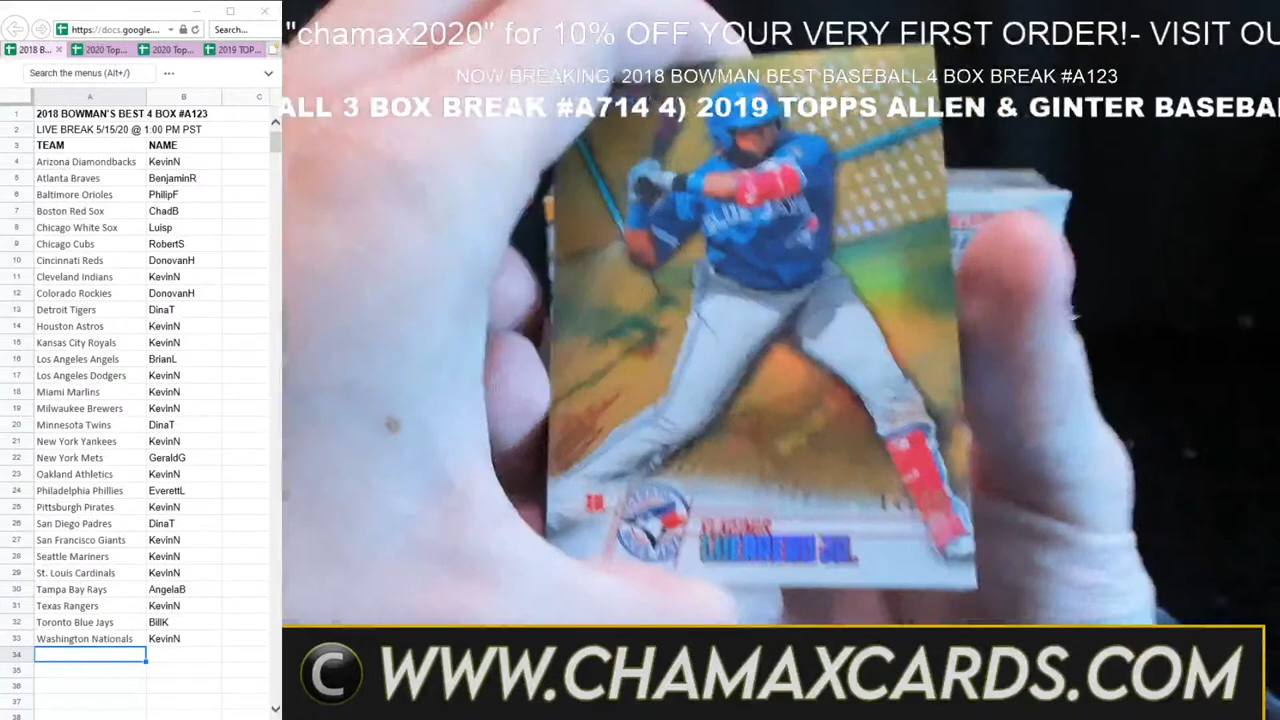 "chamax2020" for 10% OFF YOUR VERY FIRST ORDER!- VISIT OU
NOW BREAKING: 2018 BOWMAN BEST BASEBALL 4 BOX BREAK #A123
ALL 3 BOX BREAK #A714 4) 2019 TOPPS ALLEN & GINTER BASEBA
https://docs.google.
Search...
2018 B...
2020 Top...
2020 Top...
2019 TOP...
Search the menus (Alt+/)
A B C
1 2018 BOWMAN'S BEST 4 BOX #A123
2 LIVE BREAK 5/15/20 @ 1:00 PM PST
3 TEAM NAME
4 Arizona Diamondbacks KevinN
5 Atlanta Braves BenjaminR
6 Baltimore Orioles PhilipF
7 Boston Red Sox ChadB
8 Chicago White Sox Luisp
9 Chicago Cubs RobertS
10 Cincinnati Reds DonovanH
11 Cleveland Indians KevinN
12 Colorado Rockies DonovanH
13 Detroit Tigers DinaT
14 Houston Astros KevinN
15 Kansas City Royals KevinN
16 Los Angeles Angels BrianL
17 Los Angeles Dodgers KevinN
18 Miami Marlins KevinN
19 Milwaukee Brewers KevinN
20 Minnesota Twins DinaT
21 New York Yankees KevinN
22 New York Mets GeraldG
23 Oakland Athletics KevinN
24 Philadelphia Phillies EverettL
25 Pittsburgh Pirates KevinN
26 San Diego Padres DinaT
27 San Francisco Giants KevinN
28 Seattle Mariners KevinN
29 St. Louis Cardinals KevinN
30 Tampa Bay Rays AngelaB
31 Texas Rangers KevinN
32 Toronto Blue Jays BillK
33 Washington Nationals KevinN
34
35
36
37
38
GUERRERO JR.
C WWW.CHAMAXCARDS.COM